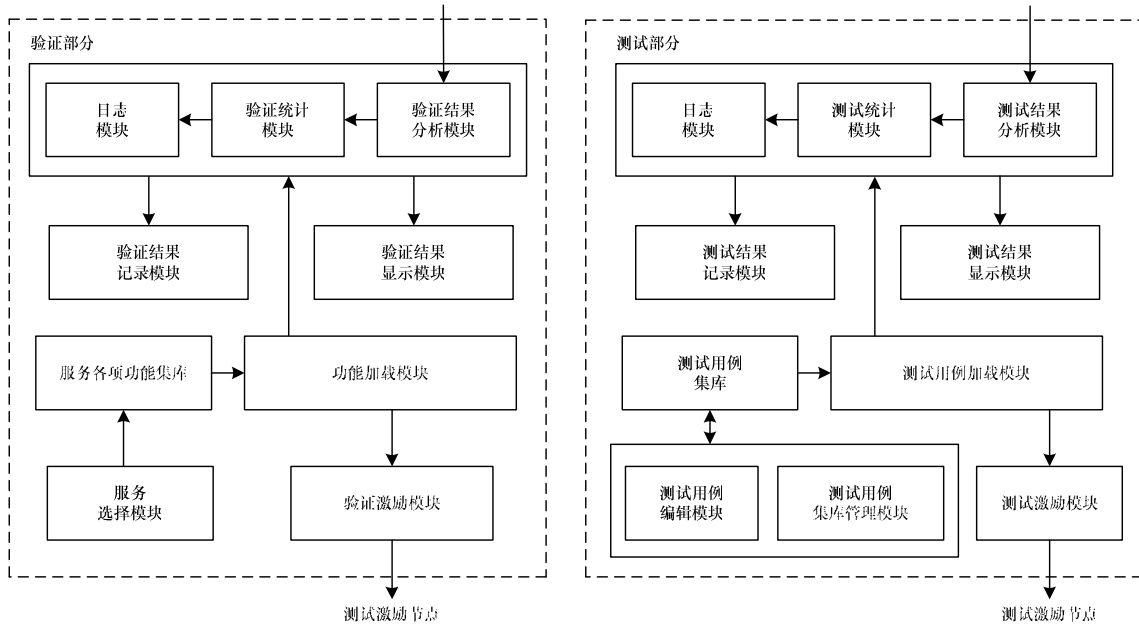 验证部分
日志
模块
验证统计
模块
验证结果
分析模块
验证结果
记录模块
验证结果
显示模块
服务各项功能集库
功能加载模块
服务
选择模块
验证激励模块
测试激励节点
测试部分
日志
模块
测试统计
模块
测试结果
分析模块
测试结果
记录模块
测试结果
显示模块
测试用例
集库
测试用例加载模块
测试用例
编辑模块
测试用例
集库管理模块
测试激励模块
测试激励节点